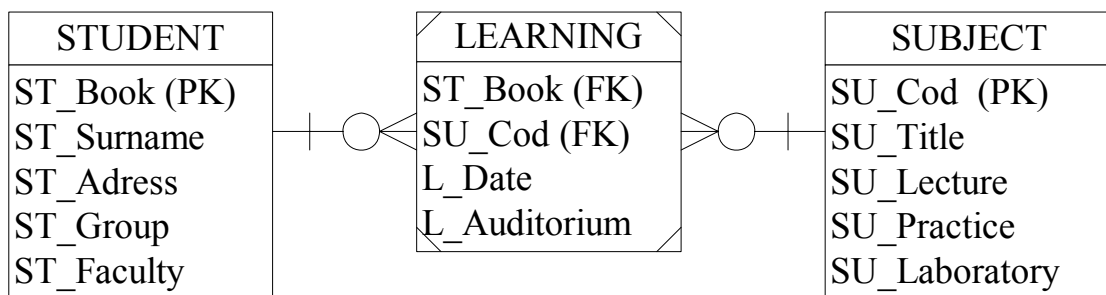 STUDENT
ST_Book (PK)
ST_Surname
ST_Adress
ST_Group
ST_Faculty
LEARNING
ST_Book (FK)
SU_Cod (FK)
L_Date
L_Auditorium
SUBJECT
SU_Cod (PK)
SU_Title
SU_Lecture
SU_Practice
SU_Laboratory